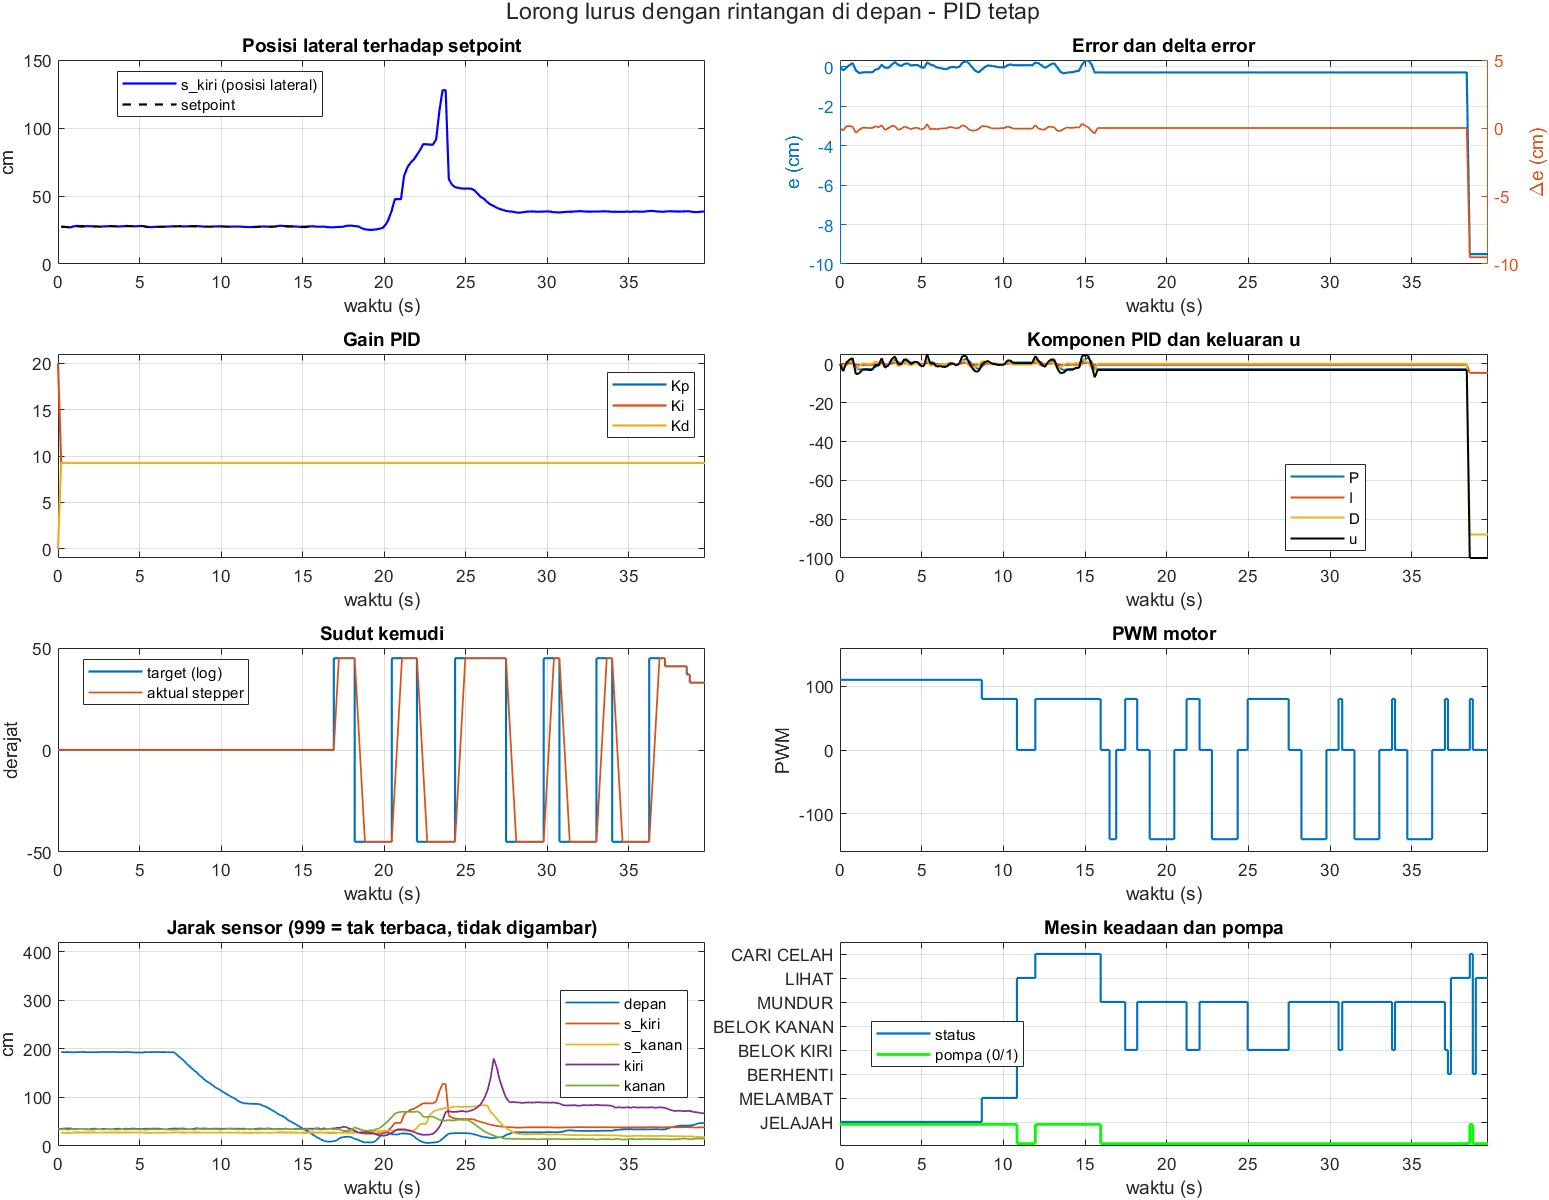 Lorong lurus dengan rintangan di depan - PID tetap
Posisi lateral terhadap setpoint
150
100
50
0
cm
s_kiri (posisi lateral)
setpoint
0 5 10 15 20 25 30 35
waktu (s)
Error dan delta error
0
-2
-4
-6
-8
-10
e (cm)
5
0
-5
-10
Δe (cm)
0 5 10 15 20 25 30 35
waktu (s)
Gain PID
20
15
10
5
0
Kp
Ki
Kd
0 5 10 15 20 25 30 35
waktu (s)
Komponen PID dan keluaran u
0
-20
-40
-60
-80
-100
P
I
D
u
0 5 10 15 20 25 30 35
waktu (s)
Sudut kemudi
50
0
-50
derajat
target (log)
aktual stepper
0 5 10 15 20 25 30 35
waktu (s)
PWM motor
100
0
-100
PWM
0 5 10 15 20 25 30 35
waktu (s)
Jarak sensor (999 = tak terbaca, tidak digambar)
400
300
200
100
0
cm
depan
s_kiri
s_kanan
kiri
kanan
0 5 10 15 20 25 30 35
waktu (s)
Mesin keadaan dan pompa
CARI CELAH
LIHAT
MUNDUR
BELOK KANAN
BELOK KIRI
BERHENTI
MELAMBAT
JELAJAH
status
pompa (0/1)
0 5 10 15 20 25 30 35
waktu (s)